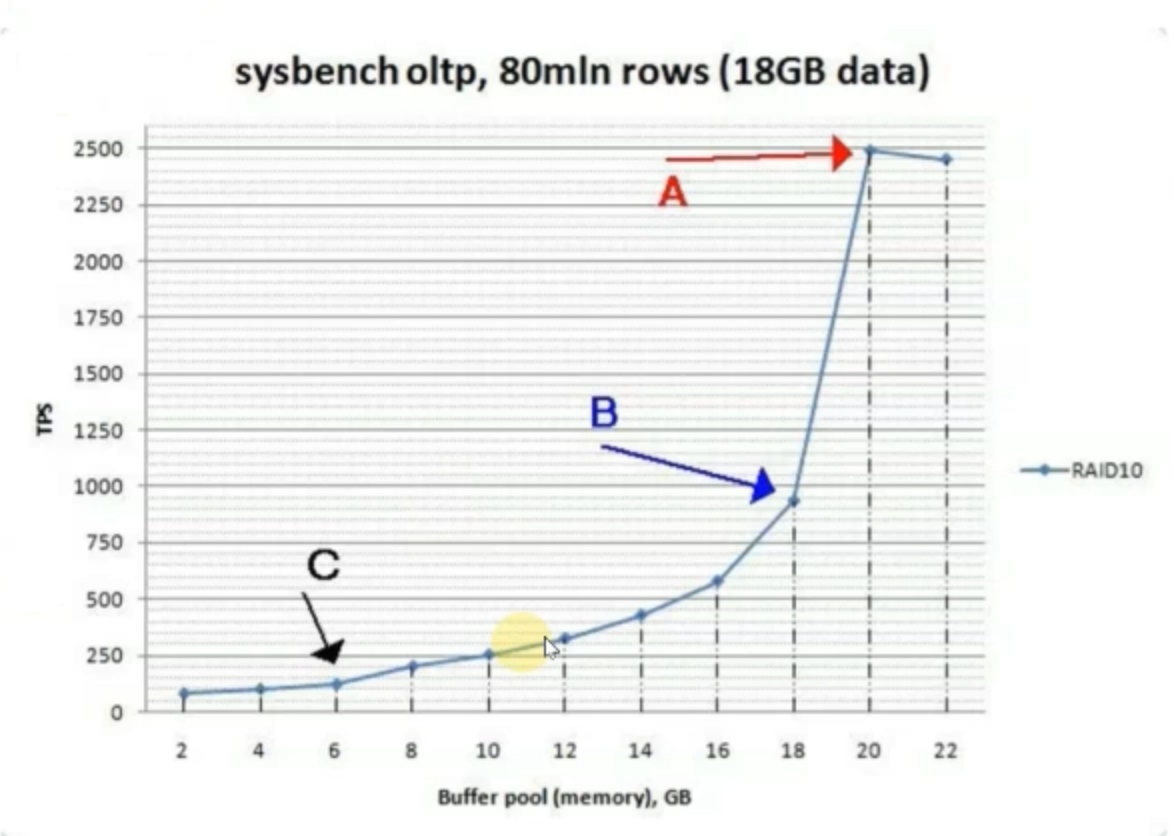 sysbench oltp, 80mln rows (18GB data)
2500
2250
2000
1750
1500
1250
1000
750
500
250
0
TPS
A
B
C
RAID10
2 4 6 8 10 12 14 16 18 20 22
Buffer pool (memory), GB